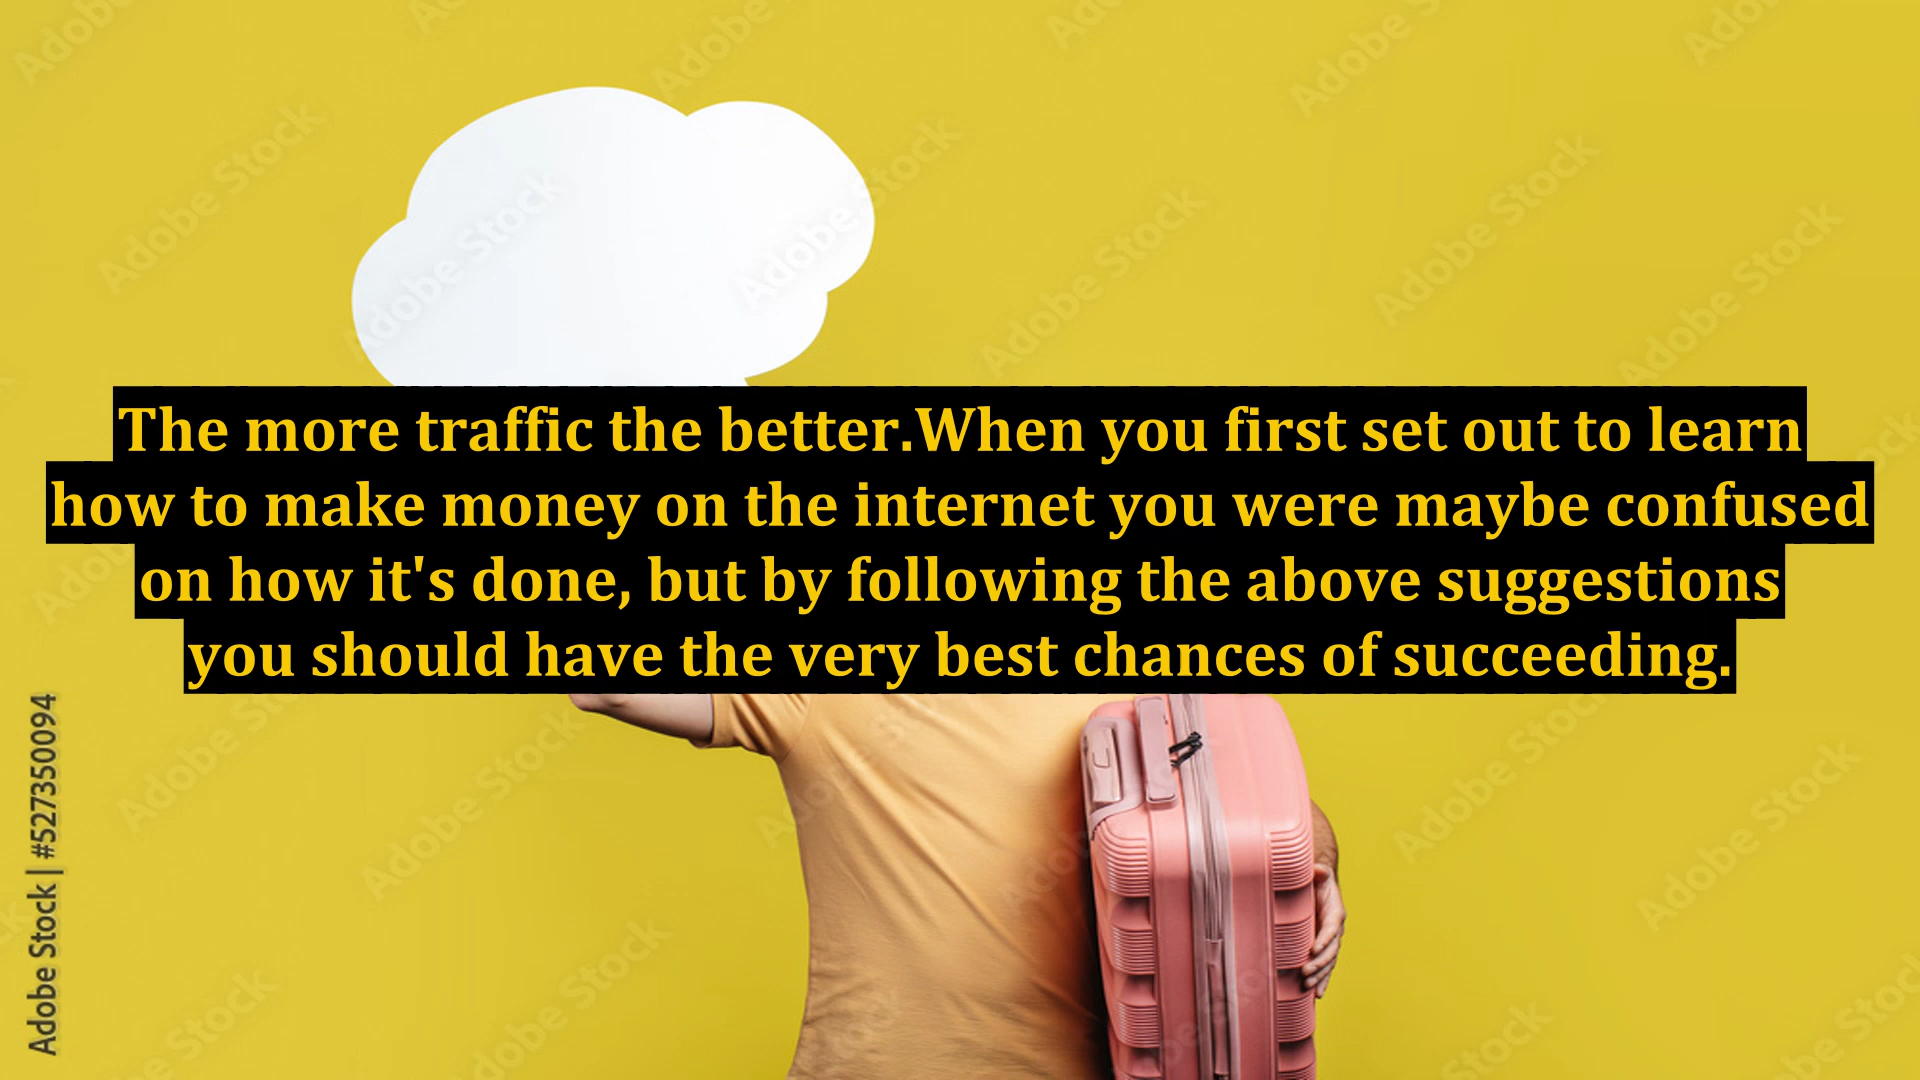 The more traffic the better.When you first set out to learn
how to make money on the internet you were maybe confused
on how it's done, but by following the above suggestions
you should have the very best chances of succeeding.
Adobe Stock | #527350094
Adobe Stock